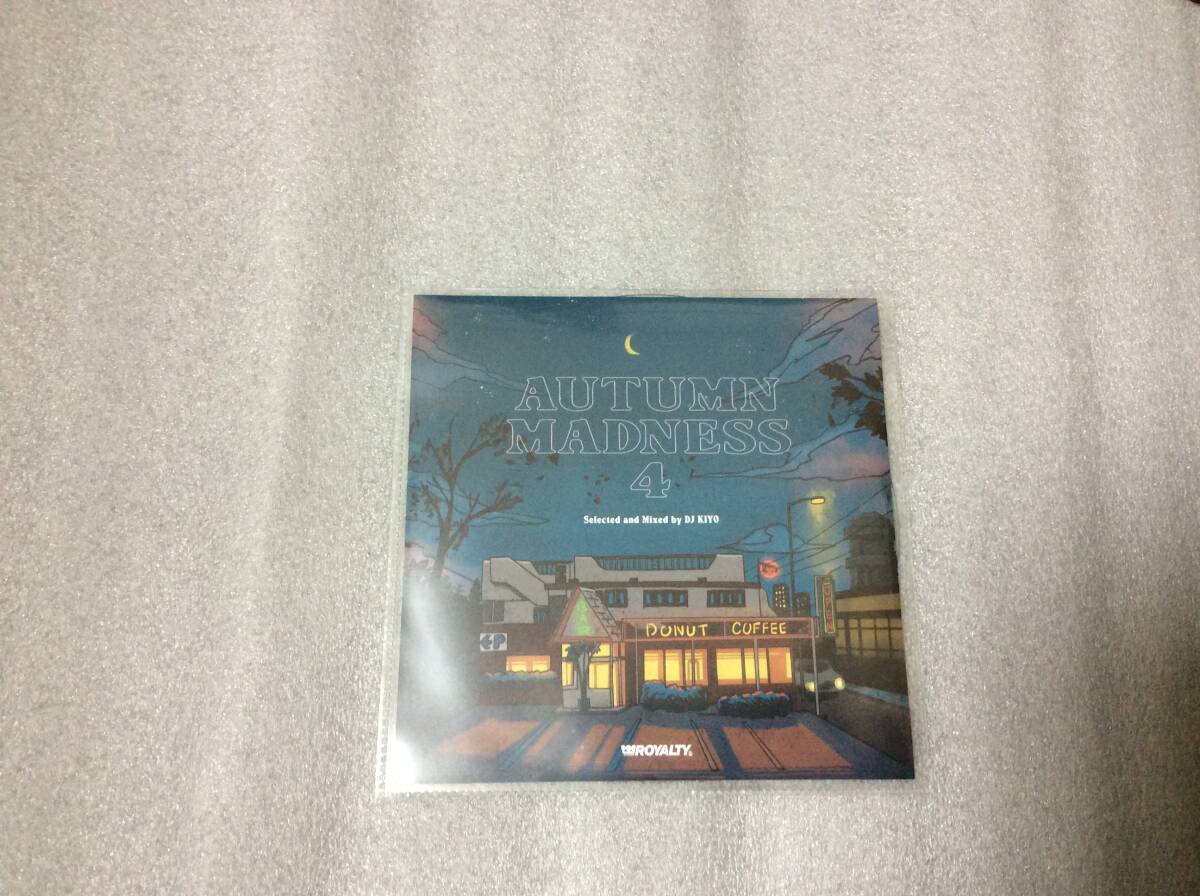 AUTUMN
MADNESS
4
Selected and Mixed by DJ KIYO
DONUT COFFEE
ROYALTY